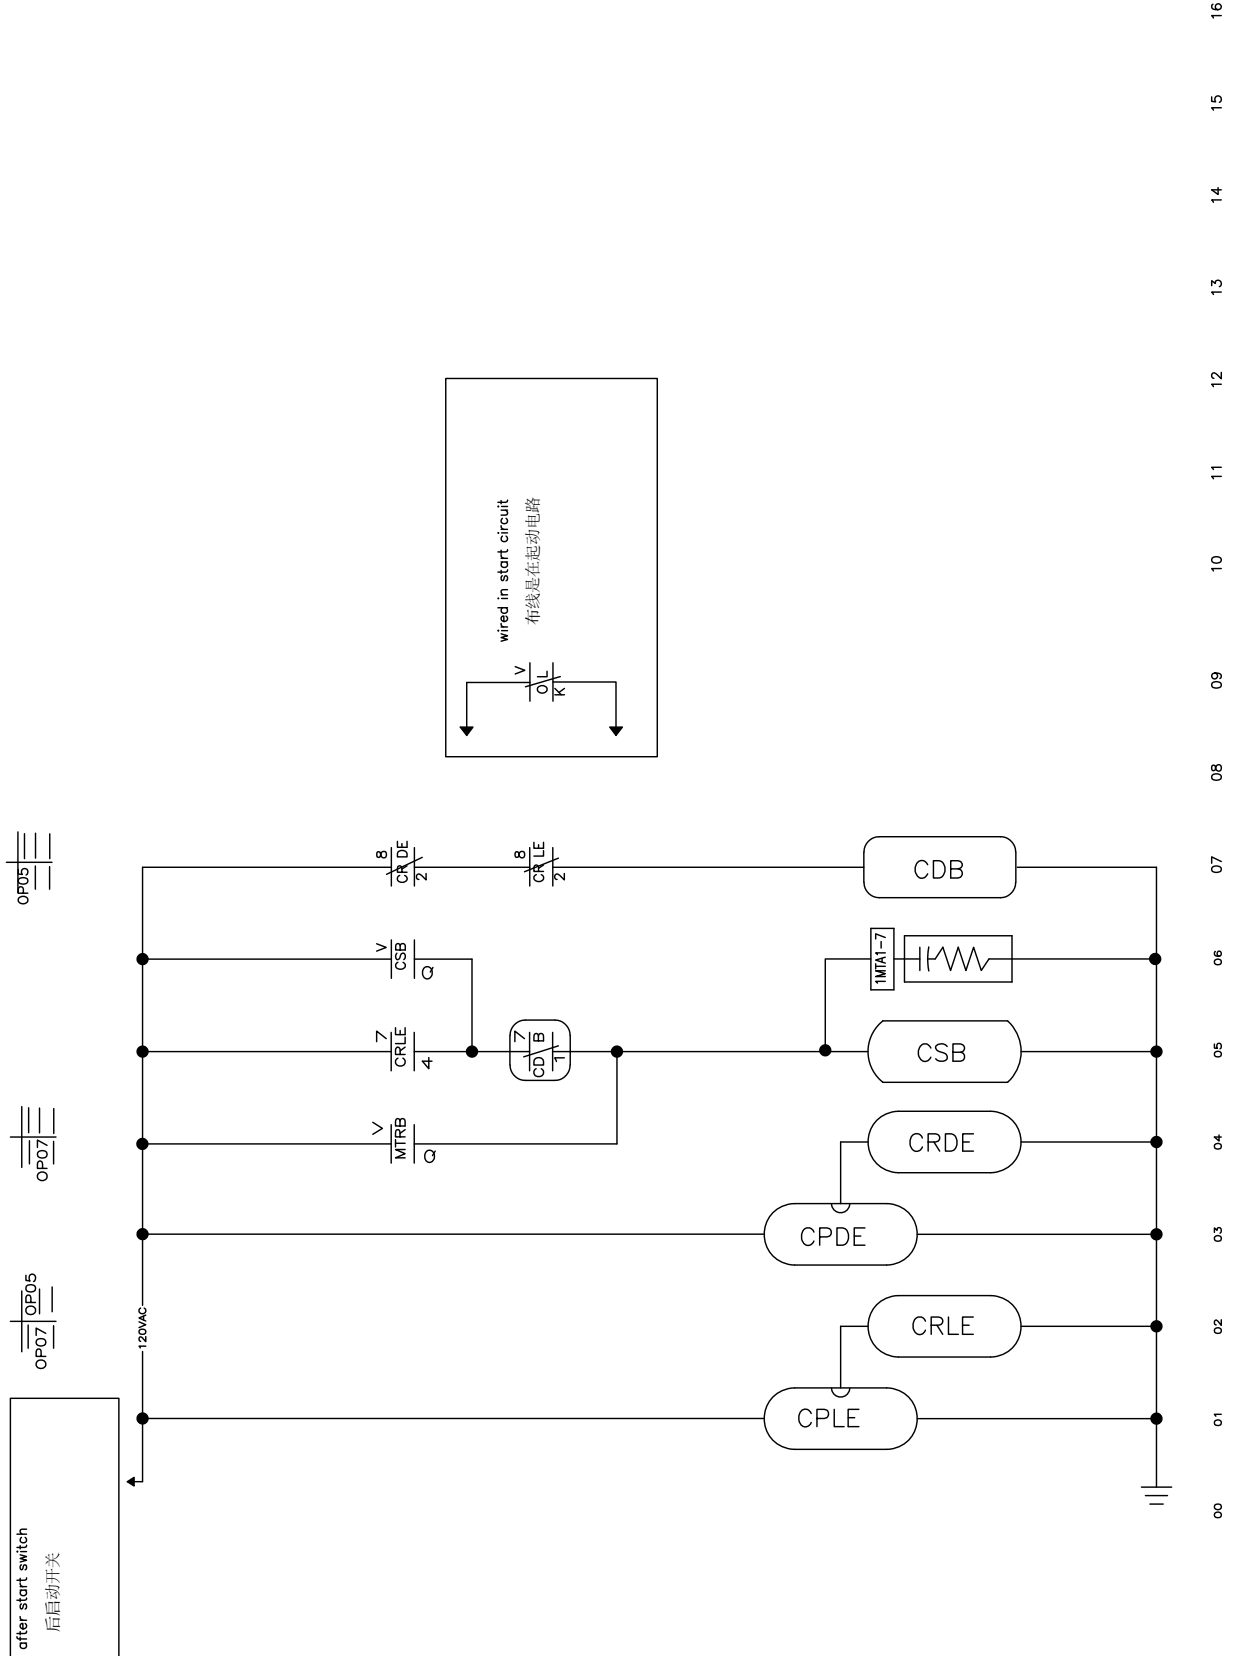 after start switch
后启动开关
120VAC
OP07
OP05
OP07
OP05
CPLE
CRLE
CPDE
CRDE
V
MTRB
Q
7
CRLE
4
7
CD B
1
CSB
V
CSB
Q
1MTA1-7
8
CR DE
2
8
CR LE
2
CDB
V
O L
K
wired in start circuit
布线是在起动电路
00
01
02
03
04
05
06
07
08
09
10
11
12
13
14
15
16